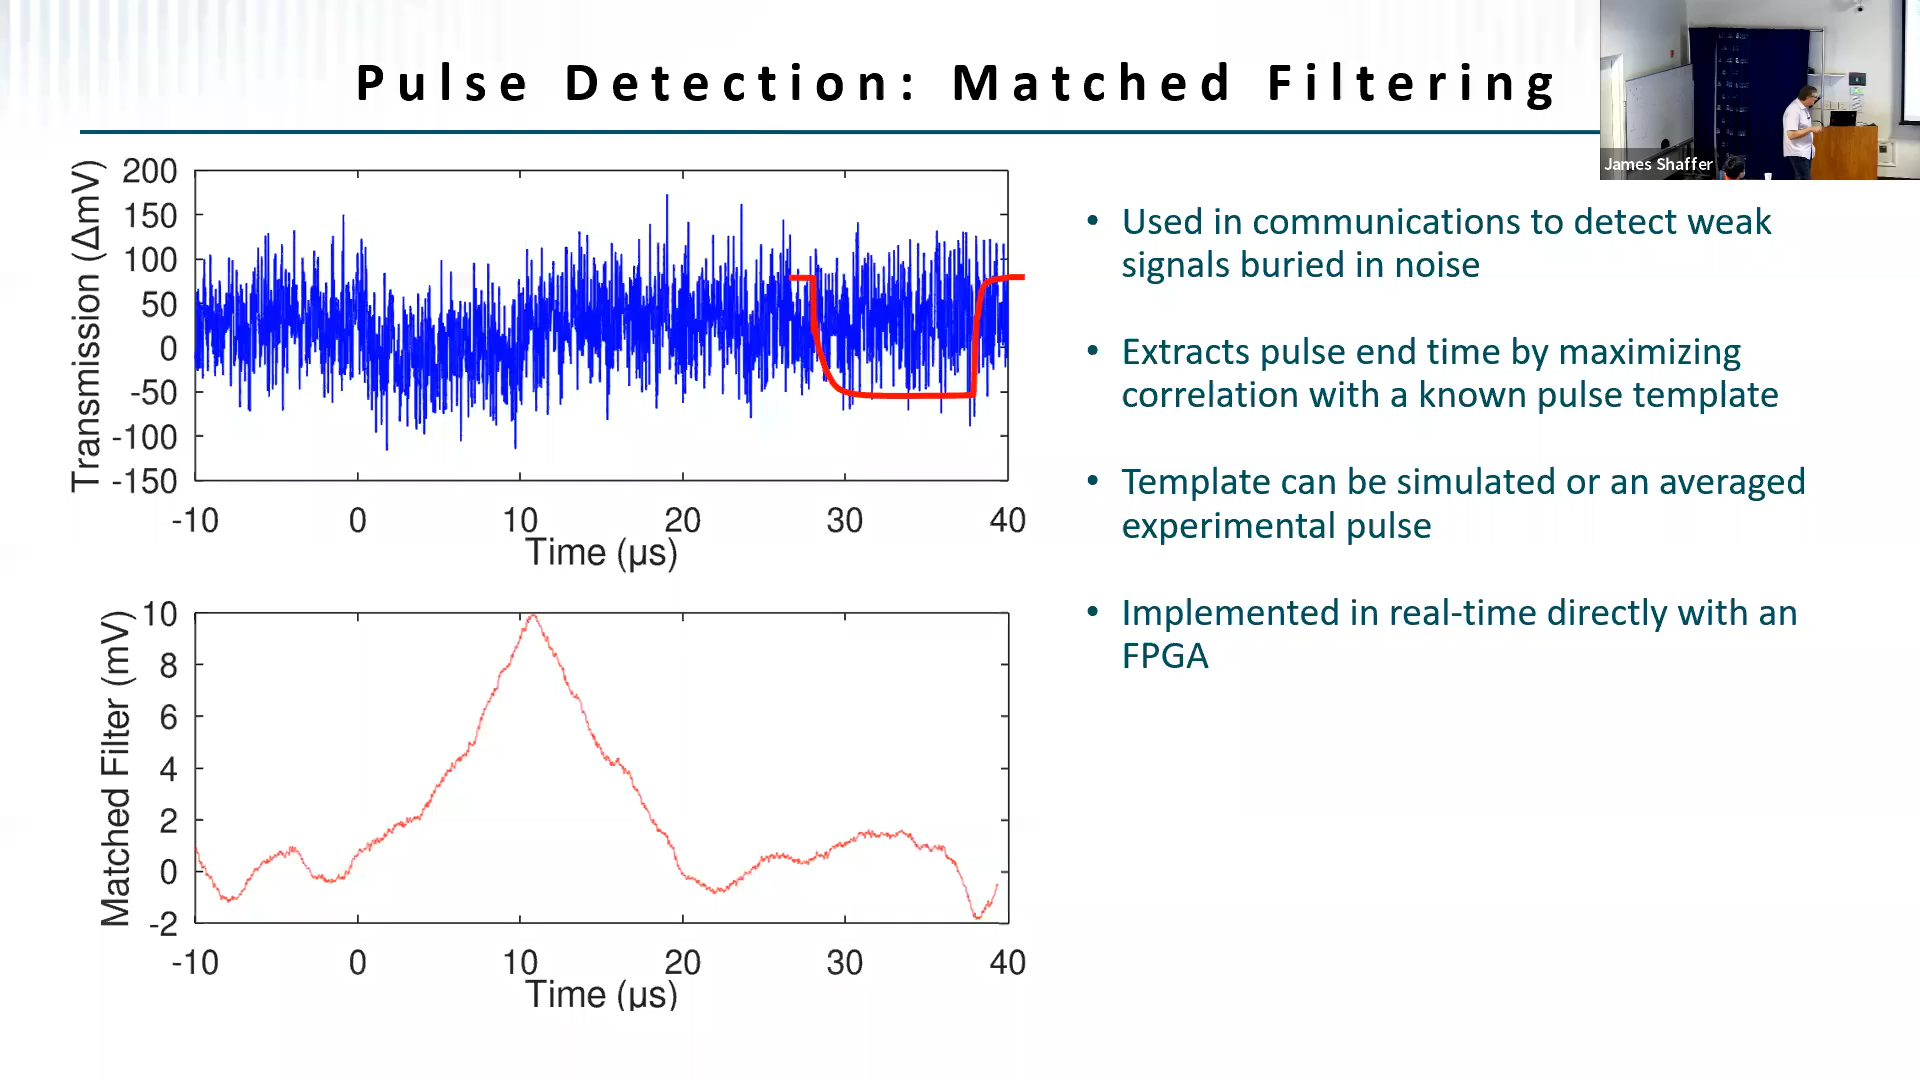 Pulse Detection: Matched Filtering
James Shaffer
Transmission (ΔmV)
200
150
100
50
0
-50
-100
-150
-10 0 10 20 30 40
Time (μs)
Matched Filter (mV)
10
8
6
4
2
0
-2
-10 0 10 20 30 40
Time (μs)
• Used in communications to detect weak
signals buried in noise
• Extracts pulse end time by maximizing
correlation with a known pulse template
• Template can be simulated or an averaged
experimental pulse
• Implemented in real-time directly with an
FPGA